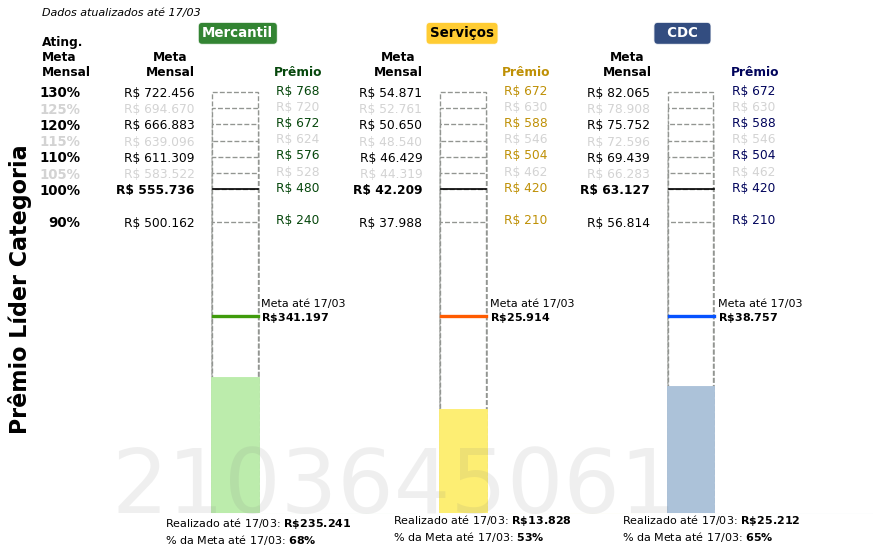 Dados atualizados até 17/03
Mercantil
Serviços
CDC
Ating.
Meta
Mensal
Meta
Mensal
Prêmio
Meta
Mensal
Prêmio
Meta
Mensal
Prêmio
130% R$ 722.456 R$ 768 R$ 54.871 R$ 672 R$ 82.065 R$ 672
125% R$ 694.670 R$ 720 R$ 52.761 R$ 630 R$ 78.908 R$ 630
120% R$ 666.883 R$ 672 R$ 50.650 R$ 588 R$ 75.752 R$ 588
115% R$ 639.096 R$ 624 R$ 48.540 R$ 546 R$ 72.596 R$ 546
110% R$ 611.309 R$ 576 R$ 46.429 R$ 504 R$ 69.439 R$ 504
105% R$ 583.522 R$ 528 R$ 44.319 R$ 462 R$ 66.283 R$ 462
100% R$ 555.736 R$ 480 R$ 42.209 R$ 420 R$ 63.127 R$ 420
90% R$ 500.162 R$ 240 R$ 37.988 R$ 210 R$ 56.814 R$ 210
Prêmio Líder Categoria
Meta até 17/03
R$341.197
Meta até 17/03
R$25.914
Meta até 17/03
R$38.757
2103645061
Realizado até 17/03: R$235.241
% da Meta até 17/03: 68%
Realizado até 17/03: R$13.828
% da Meta até 17/03: 53%
Realizado até 17/03: R$25.212
% da Meta até 17/03: 65%